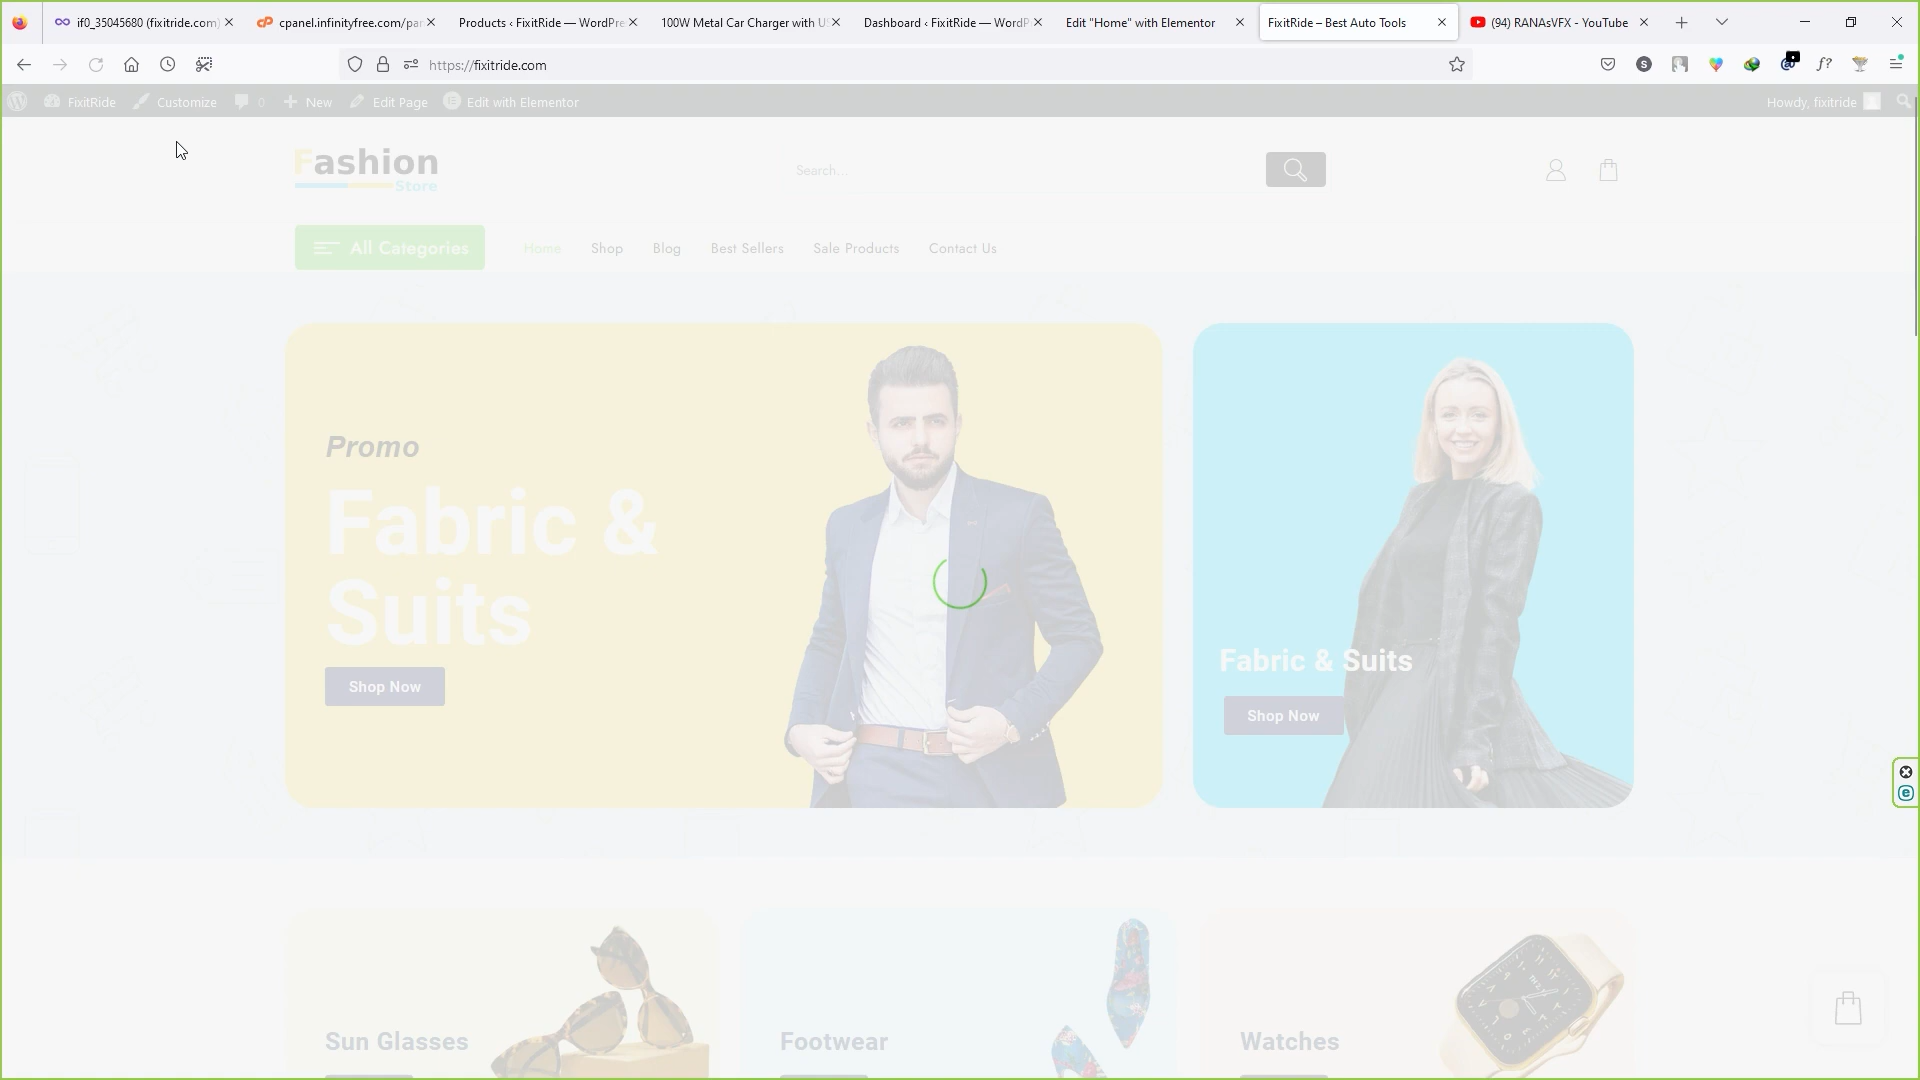 if0_35045680 (fixitride.com)
cpanel.infinityfree.com/pa
Products ‹ FixitRide — WordPre
100W Metal Car Charger with U
Dashboard ‹ FixitRide — WordP
Edit "Home" with Elementor
FixitRide – Best Auto Tools
(94) RANAsVFX - YouTube
https://fixitride.com
FixitRide
Customize
0
New
Edit Page
Edit with Elementor
Howdy, fixitride
Fashion
Store
Search...
All Categories
Home
Shop
Blog
Best Sellers
Sale Products
Contact Us
Promo
Fabric &
Suits
Shop Now
Fabric & Suits
Shop Now
Sun Glasses
Footwear
Watches